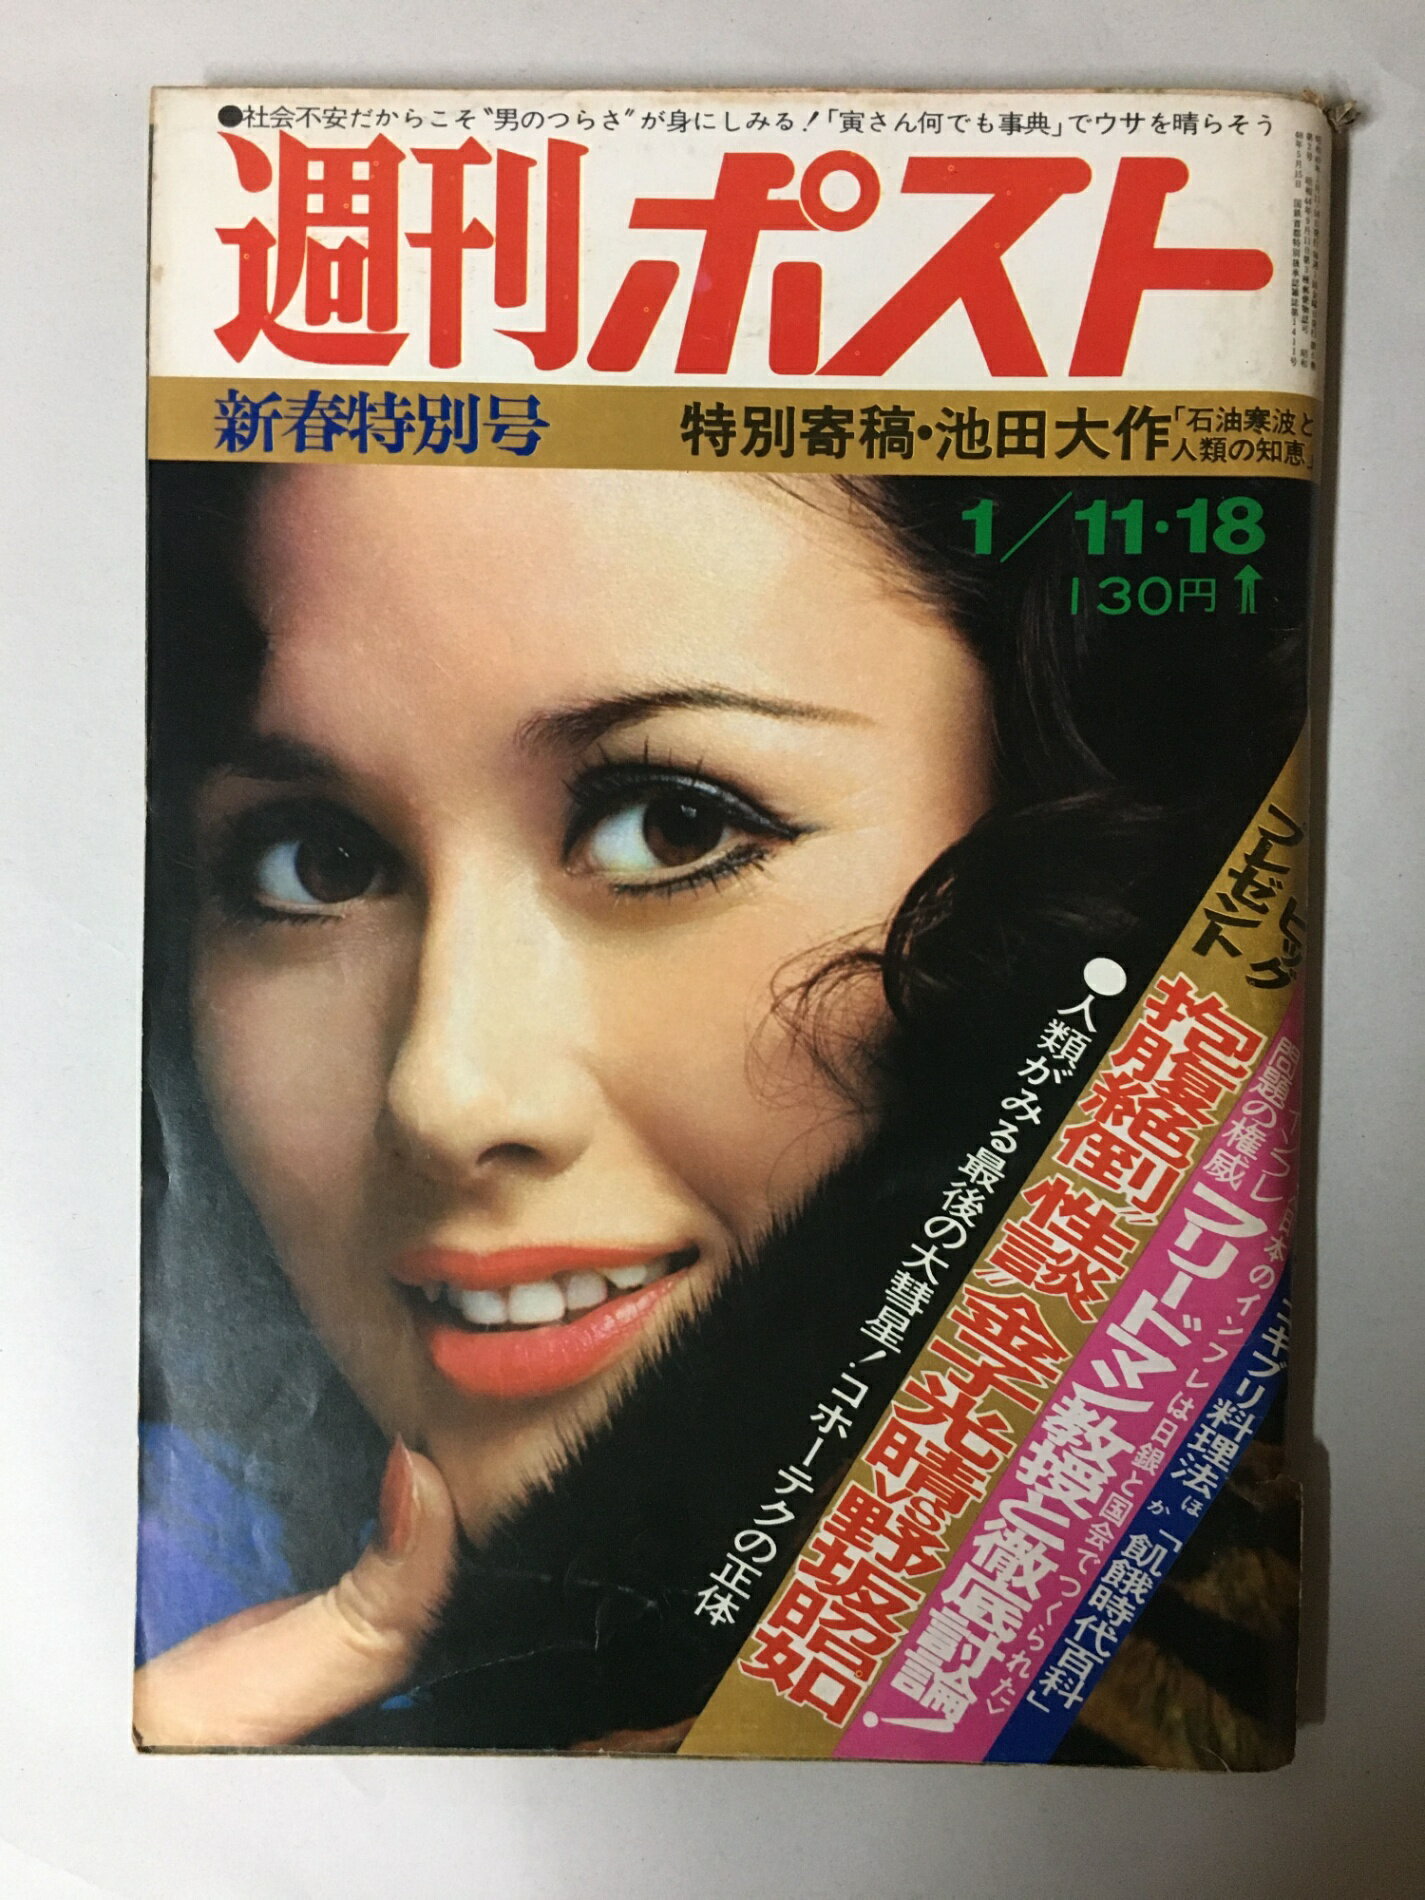 ●社会不安だからこそ〝男のつらさ〟が身にしみる!「寅さん何でも事典」でウサを晴らそう
週刊ポスト
新春特別号
特別寄稿・池田大作「石油寒波と
人類の知恵」
1/11・18
130円
ビッグ
プレゼント
抱腹絶倒〝性談〟金子光晴VS野坂昭如
問題の権威フリードマン教授と徹底討論!
日本のインフレは日銀と国会でつくられた
ゴキブリ料理法ほか「飢餓時代百科」
●人類がみる最後の大彗星!コホーテクの正体